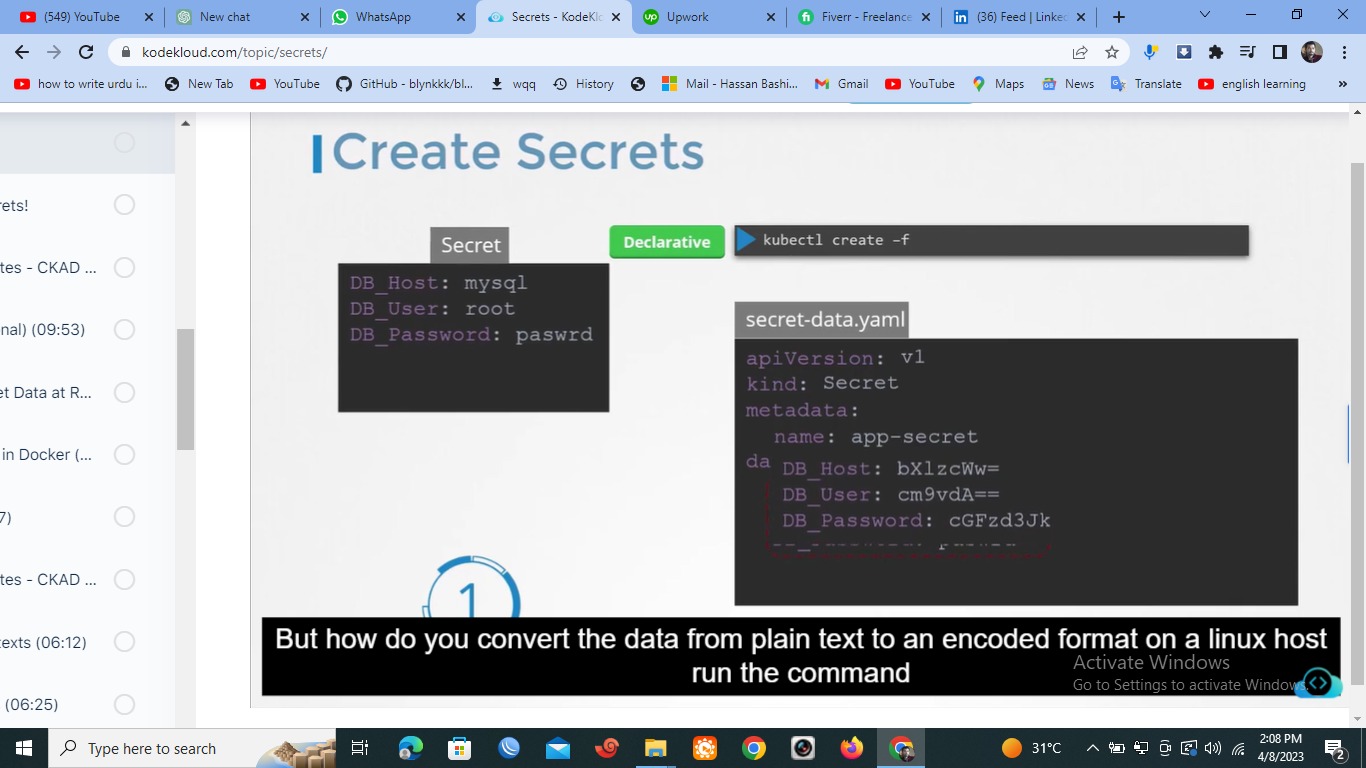 (549) YouTube
New chat
WhatsApp
Secrets - KodeKlo
Upwork
Fiverr - Freelance
(36) Feed | Linke
kodekloud.com/topic/secrets/
how to write urdu i...
New Tab
YouTube
GitHub - blynkkk/bl...
wqq
History
Mail - Hassan Bashi...
Gmail
YouTube
Maps
News
Translate
english learning
»
rets!
tes - CKAD ...
nal) (09:53)
et Data at R...
in Docker (...
7)
tes - CKAD ...
texts (06:12)
(06:25)
Create Secrets
Secret
DB_Host: mysql
DB_User: root
DB_Password: paswrd
Declarative
kubectl create –f
secret-data.yaml
apiVersion: v1
kind: Secret
metadata:
name: app-secret
da
DB_Host: bXlzcWw=
DB_User: cm9vdA==
DB_Password: cGFzd3Jk
1
But how do you convert the data from plain text to an encoded format on a linux host
run the command
Activate Windows
Go to Settings to activate Windows.
Type here to search
31°C
2:08 PM
4/8/2023
2